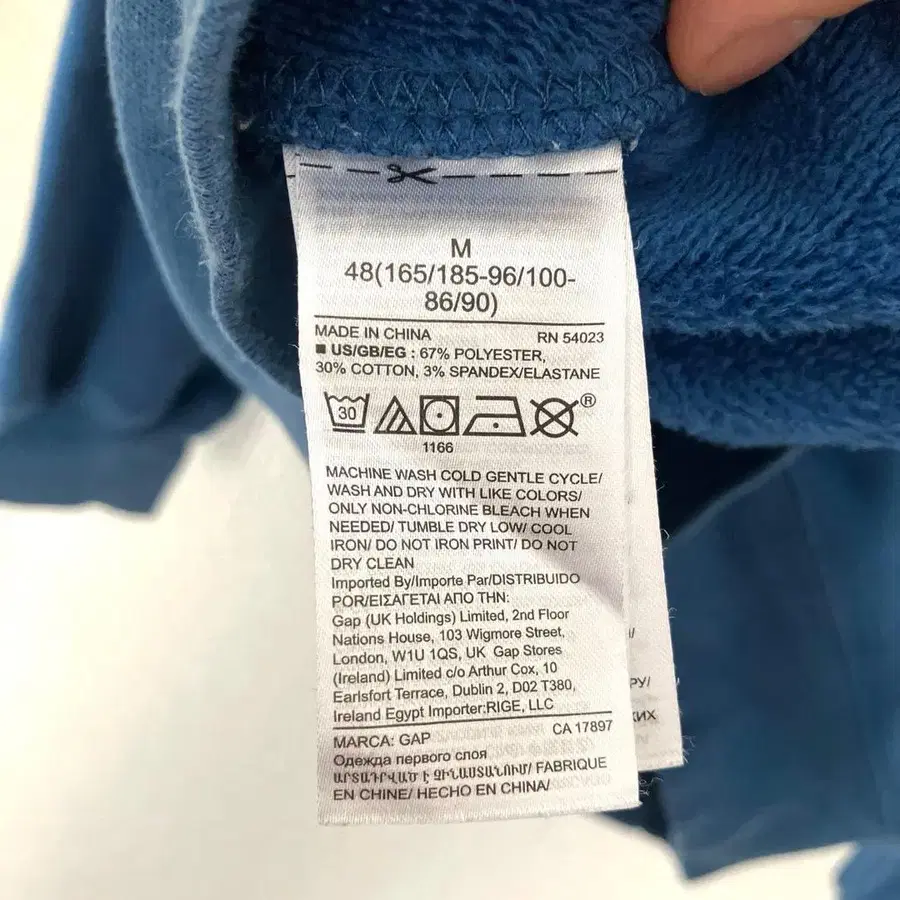 M
48(165/185-96/100-
86/90)
MADE IN CHINA RN 54023
■ US/GB/EG : 67% POLYESTER,
30% COTTON, 3% SPANDEX/ELASTANE
30
®
1166
MACHINE WASH COLD GENTLE CYCLE/
WASH AND DRY WITH LIKE COLORS/
ONLY NON-CHLORINE BLEACH WHEN
NEEDED/ TUMBLE DRY LOW/ COOL
IRON/ DO NOT IRON PRINT/ DO NOT
DRY CLEAN
Imported By/Importe Par/DISTRIBUIDO
POR/ΕΙΣΑΓΕΤΑΙ ΑΠΟ ΤΗΝ:
Gap (UK Holdings) Limited, 2nd Floor
Nations House, 103 Wigmore Street,
London, W1U 1QS, UK Gap Stores
(Ireland) Limited c/o Arthur Cox, 10
Earlsfort Terrace, Dublin 2, D02 T380,
Ireland Egypt Importer:RIGE, LLC
MARCA: GAP CA 17897
Одежда первого слоя
ԱՐՏԱԴՐՎԱԾ Է ՉԻՆԱՍՏԱՆՈՒՄ/ FABRIQUE
EN CHINE/ HECHO EN CHINA/